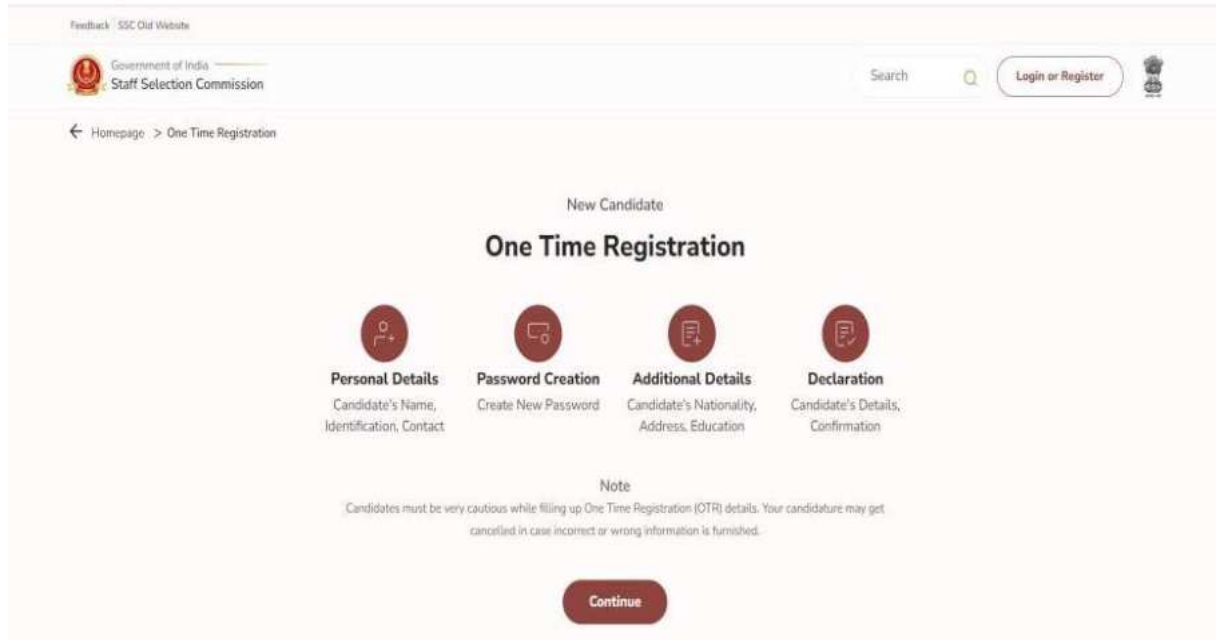 Feedback SSC Old Website
Government of India
Staff Selection Commission
Search
Login or Register
Homepage > One Time Registration
New Candidate
One Time Registration
Personal Details
Candidate's Name,
Identification, Contact
Password Creation
Create New Password
Additional Details
Candidate's Nationality,
Address, Education
Declaration
Candidate's Details,
Confirmation
Note
Candidates must be very cautious while filling up One Time Registration (OTR) details. Your candidature may get
cancelled in case incorrect or wrong information is furnished.
Continue